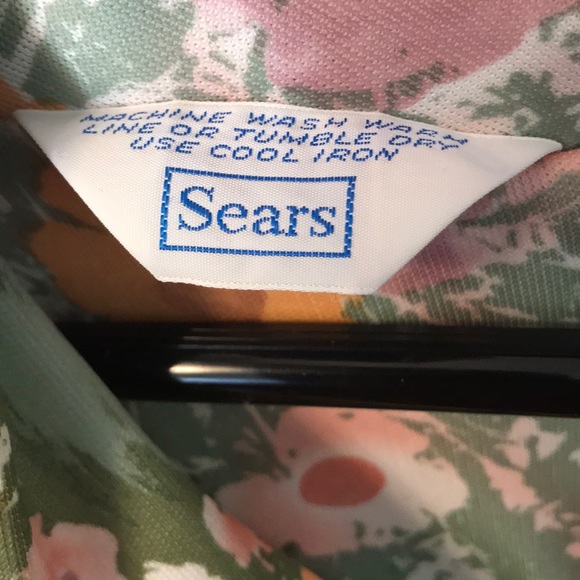 MACHINE WASH WARM
LINE OR TUMBLE DRY
USE COOL IRON
Sears